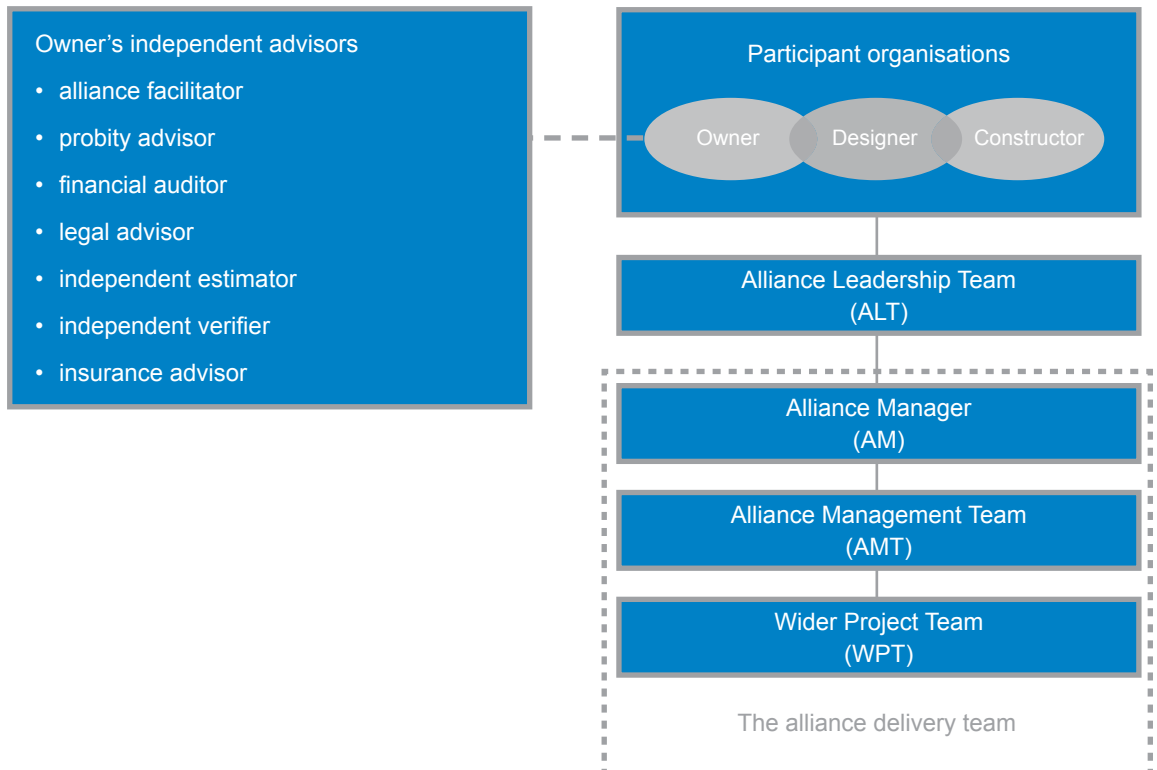 Owner’s independent advisors
• alliance facilitator
• probity advisor
• financial auditor
• legal advisor
• independent estimator
• independent verifier
• insurance advisor
Participant organisations
Owner
Designer
Constructor
Alliance Leadership Team
(ALT)
Alliance Manager
(AM)
Alliance Management Team
(AMT)
Wider Project Team
(WPT)
The alliance delivery team